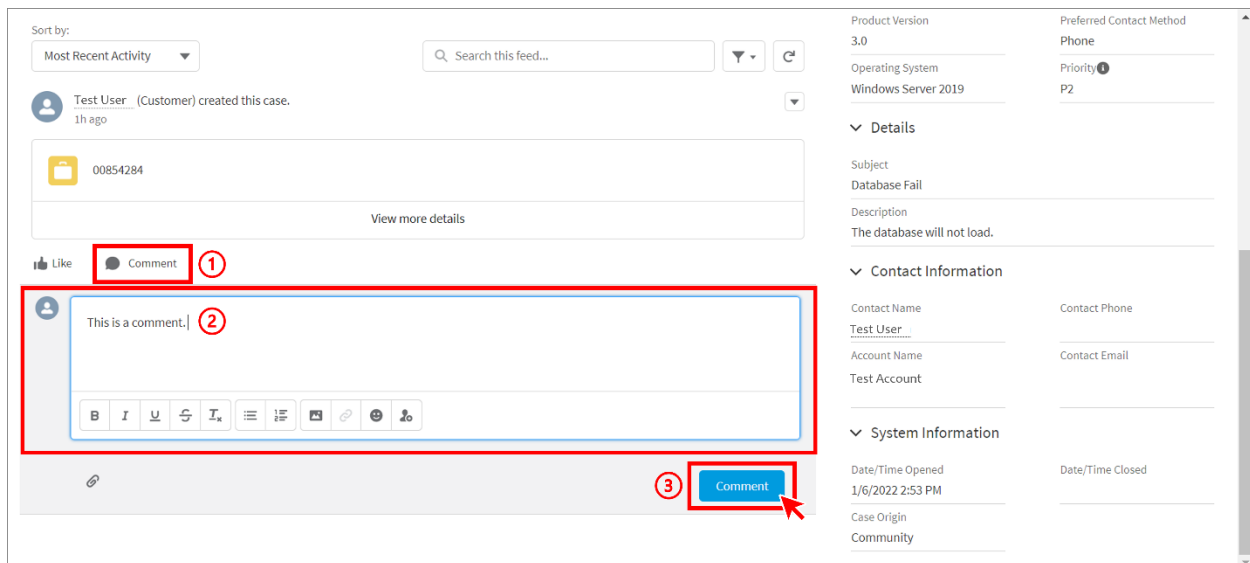 Sort by:
Most Recent Activity
Search this feed...
Test User (Customer) created this case.
1h ago
00854284
View more details
Like
Comment
1
This is a comment.
2
B I U S Tx
3
Comment
Product Version
Preferred Contact Method
3.0
Phone
Operating System
Priority
Windows Server 2019
P2
Details
Subject
Database Fail
Description
The database will not load.
Contact Information
Contact Name
Contact Phone
Test User
Account Name
Contact Email
Test Account
System Information
Date/Time Opened
Date/Time Closed
1/6/2022 2:53 PM
Case Origin
Community